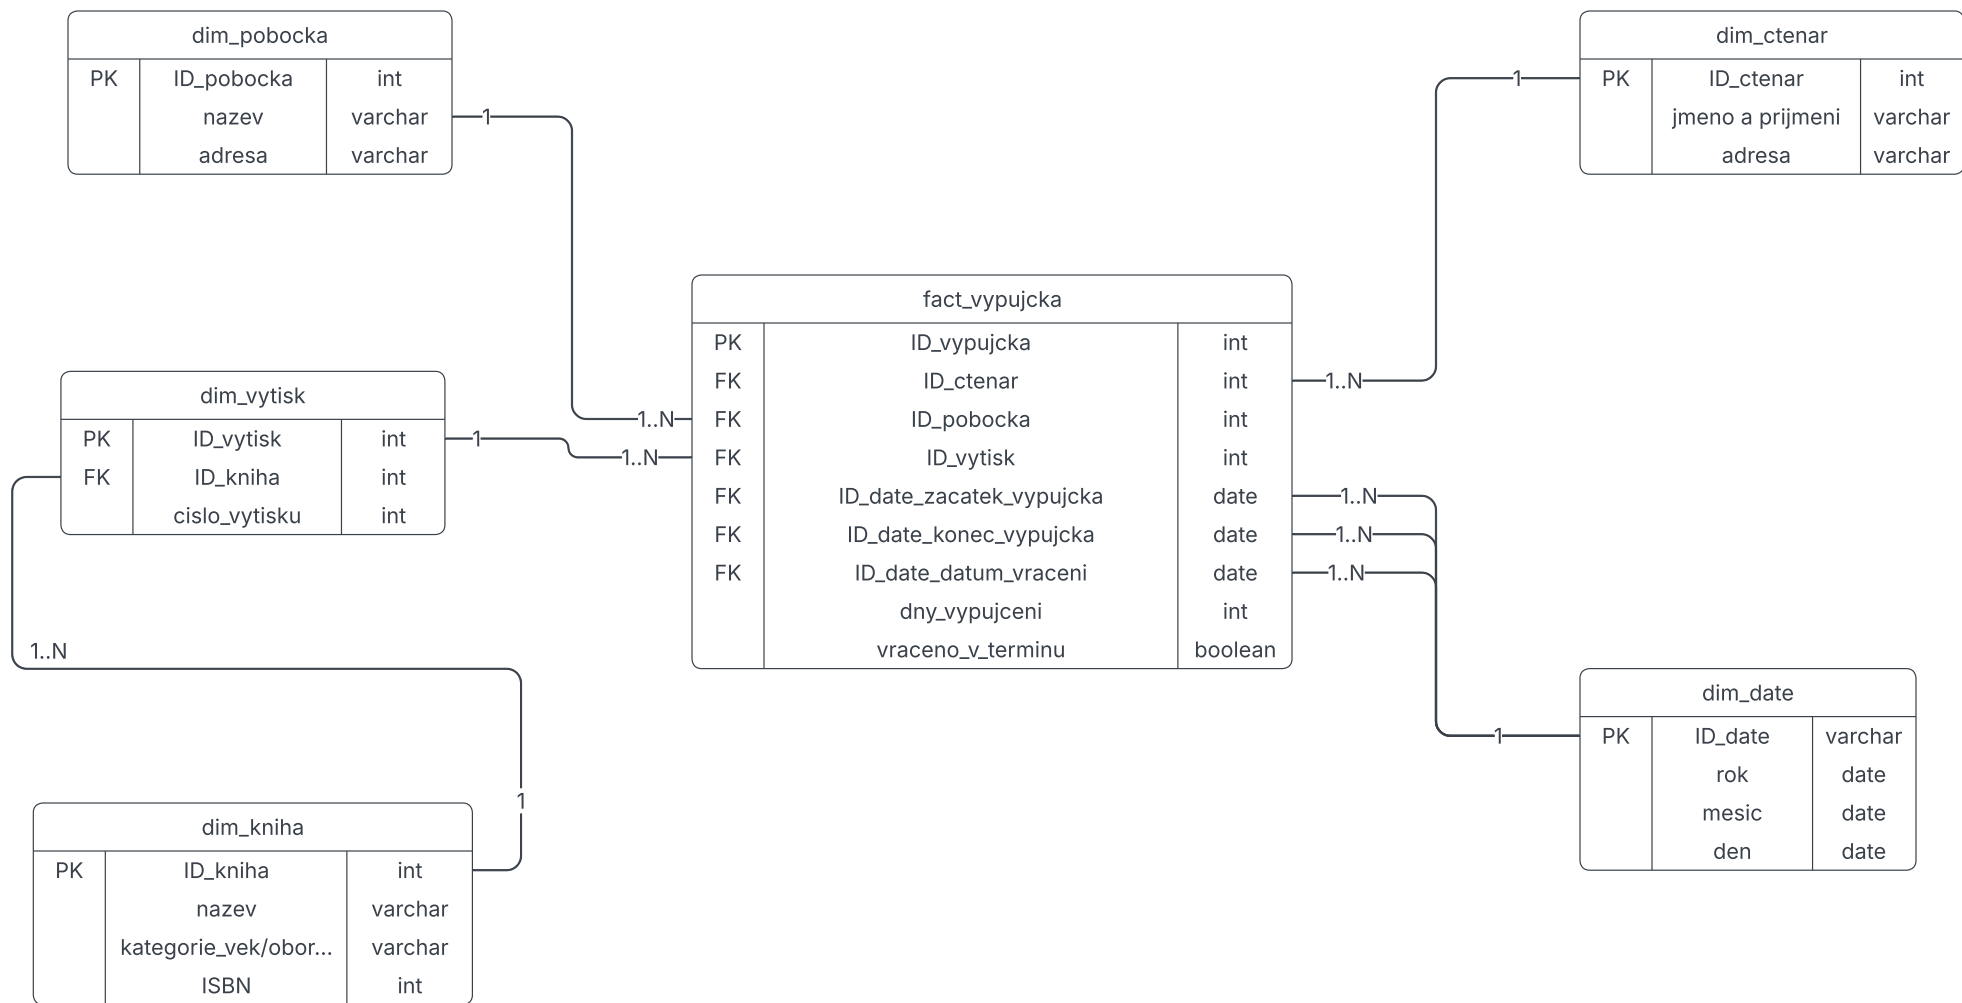 dim_pobocka
PK ID_pobocka int
nazev varchar
adresa varchar
1
1..N
dim_ctenar
PK ID_ctenar int
jmeno a prijmeni varchar
adresa varchar
1
1..N
fact_vypujcka
PK ID_vypujcka int
FK ID_ctenar int
FK ID_pobocka int
FK ID_vytisk int
FK ID_date_zacatek_vypujcka date
FK ID_date_konec_vypujcka date
FK ID_date_datum_vraceni date
dny_vypujceni int
vraceno_v_terminu boolean
dim_vytisk
PK ID_vytisk int
FK ID_kniha int
cislo_vytisku int
1
1..N
1..N
1
dim_kniha
PK ID_kniha int
nazev varchar
kategorie_vek/obor... varchar
ISBN int
1..N
1..N
1..N
1
dim_date
PK ID_date varchar
rok date
mesic date
den date